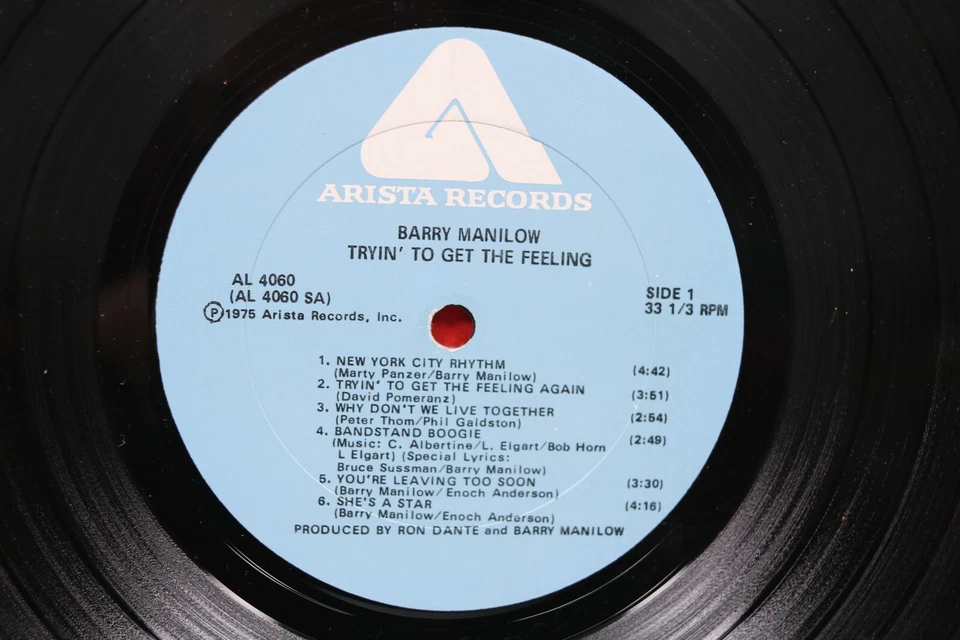 ARISTA RECORDS
BARRY MANILOW
TRYIN' TO GET THE FEELING
AL 4060
(AL 4060 SA)
Ⓟ1975 Arista Records, Inc.
SIDE 1
33 1/3 RPM
1. NEW YORK CITY RHYTHM (4:42)
(Marty Panzer/Barry Manilow)
2. TRYIN' TO GET THE FEELING AGAIN (3:51)
(David Pomeranz)
3. WHY DON'T WE LIVE TOGETHER (2:54)
(Peter Thom/Phil Galdston)
4. BANDSTAND BOOGIE (2:49)
(Music: C. Albertine/L. Elgart/Bob Horn
L Elgart) (Special Lyrics:
Bruce Sussman/Barry Manilow)
5. YOU'RE LEAVING TOO SOON (3:30)
(Barry Manilow/Enoch Anderson)
6. SHE'S A STAR (4:16)
(Barry Manilow/Enoch Anderson)
PRODUCED BY RON DANTE and BARRY MANILOW